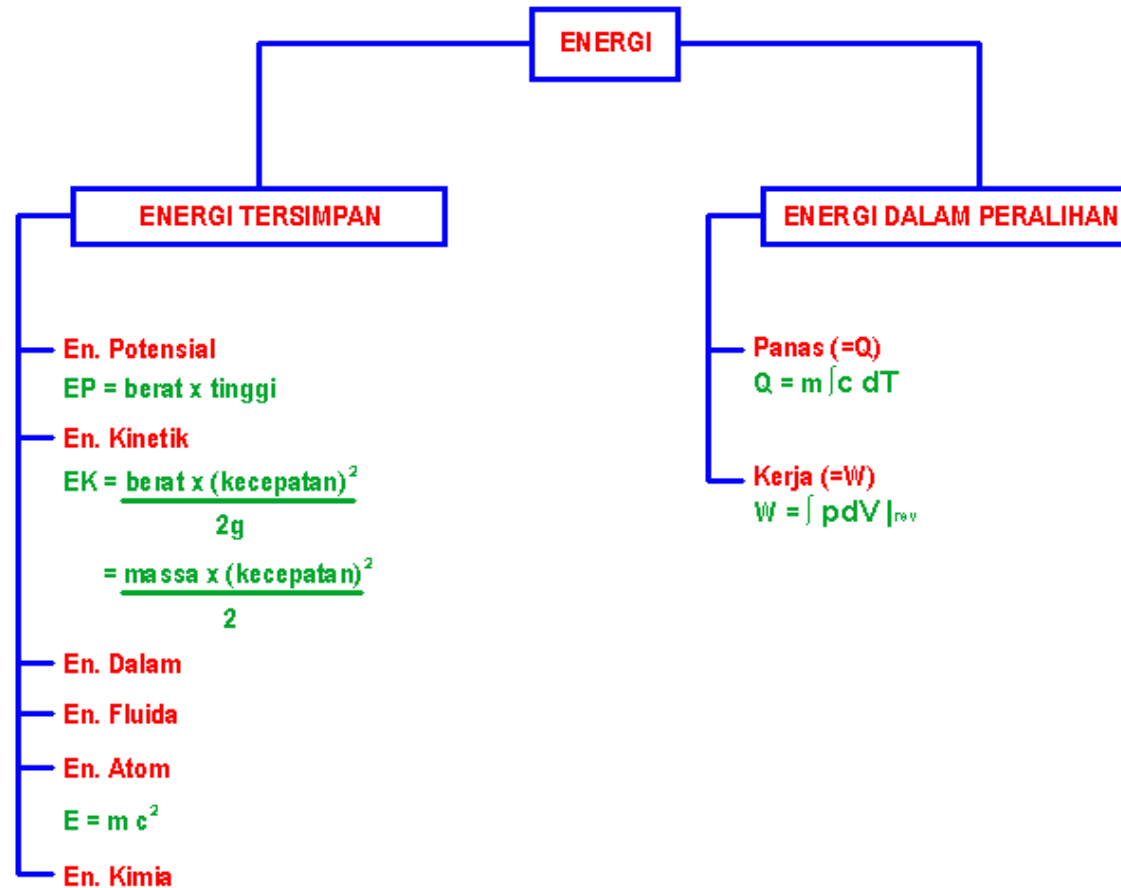 ENERGI
ENERGI TERSIMPAN
En. Potensial
EP = berat x tinggi
En. Kinetik
EK = berat x (kecepatan)²
2g
= massa x (kecepatan)²
2
En. Dalam
En. Fluida
En. Atom
E = m c²
En. Kimia
ENERGI DALAM PERALIHAN
Panas (=Q)
Q = m ∫c dT
Kerja (=W)
W = ∫ pdV |rev